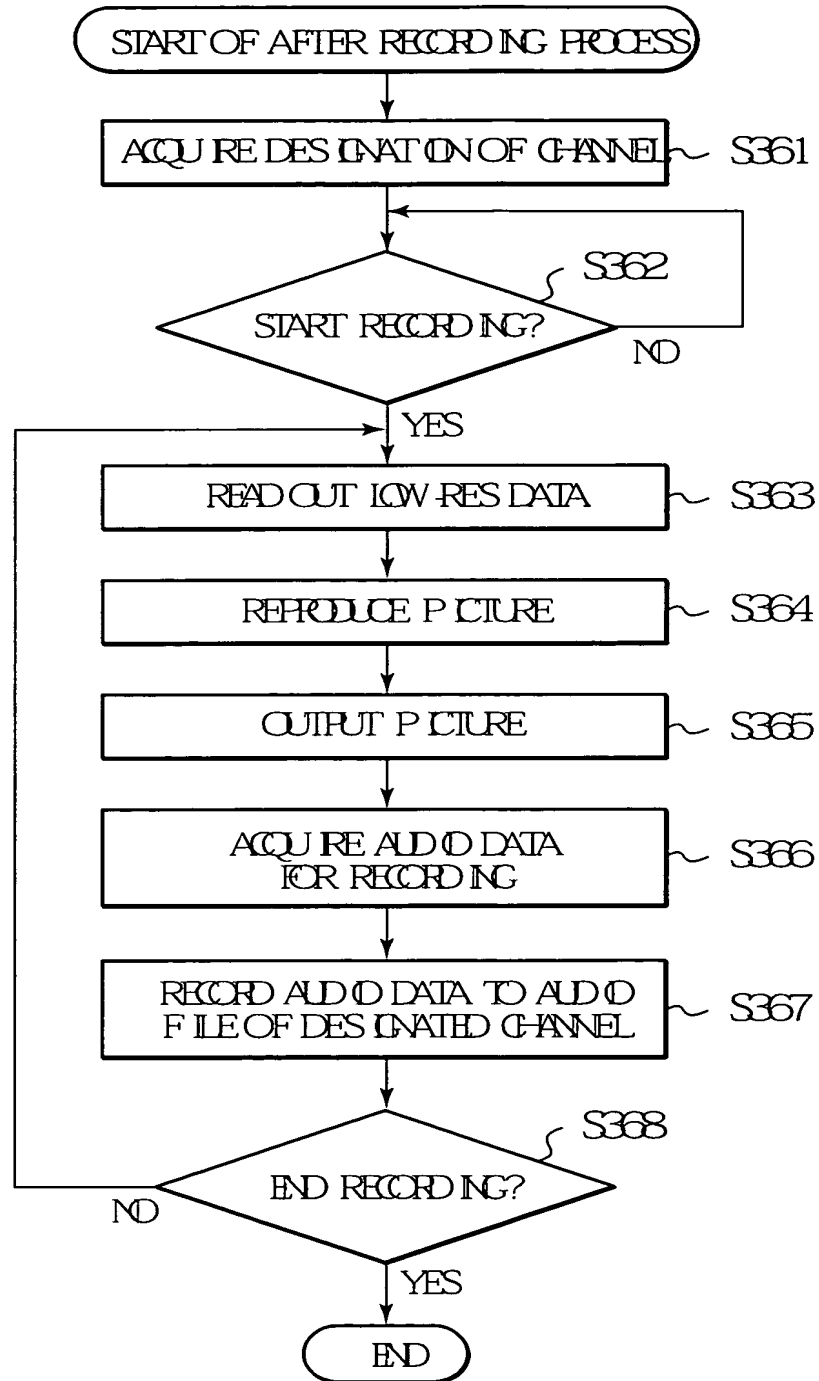 START OF AFTER RECORDING PROCESS
ACQUIRE DESIGNATION OF CHANNEL
S361
S362
START RECORDING?
NO
YES
READ OUT LOW-RES DATA
S363
REPRODUCE PICTURE
S364
OUTPUT PICTURE
S365
ACQUIRE AUDIO DATA
FOR RECORDING
S366
RECORD AUDIO DATA TO AUDIO
FILE OF DESIGNATED CHANNEL
S367
S368
END RECORDING?
NO
YES
END